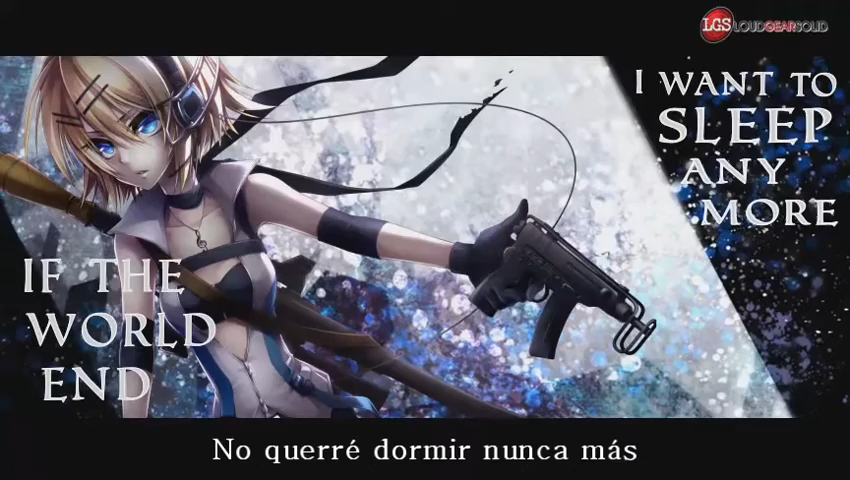 LGS LOUDGEARSOLID
I WANT TO
SLEEP
ANY
MORE
IF THE
WORLD
END
No querré dormir nunca más